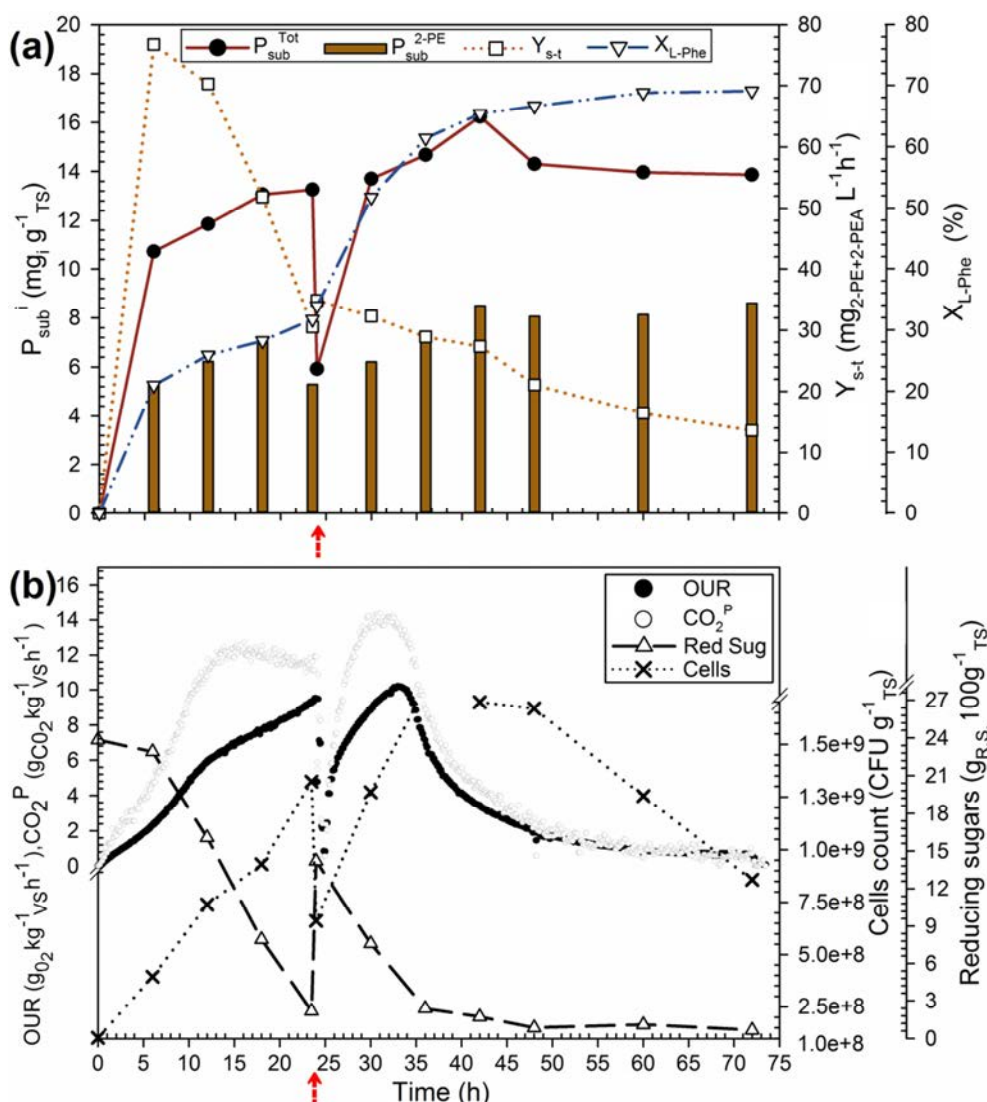 (a)
P_sub^Tot P_sub^2-PE Y_s-t X_L-Phe
20
18
16
14
12
10
8
6
4
2
0
P_sub^i (mg_i g^-1_TS)
80
70
60
50
40
30
20
10
0
Y_s-t (mg_2-PE+2-PEA L^-1h^-1)
80
70
60
50
40
30
20
10
0
X_L-Phe (%)
(b)
OUR
CO_2^P
Red Sug
Cells
16
14
12
10
8
6
4
2
0
OUR (g_O2 kg^-1_VS h^-1), CO_2^P (g_CO2 kg^-1_VS h^-1)
1.5e+9
1.3e+9
1.0e+9
7.5e+8
5.0e+8
2.5e+8
1.0e+8
Cells count (CFU g^-1_TS)
27
24
21
18
15
12
9
6
3
0
Reducing sugars (g_R.S. 100g^-1_TS)
0 5 10 15 20 25 30 35 40 45 50 55 60 65 70 75
Time (h)